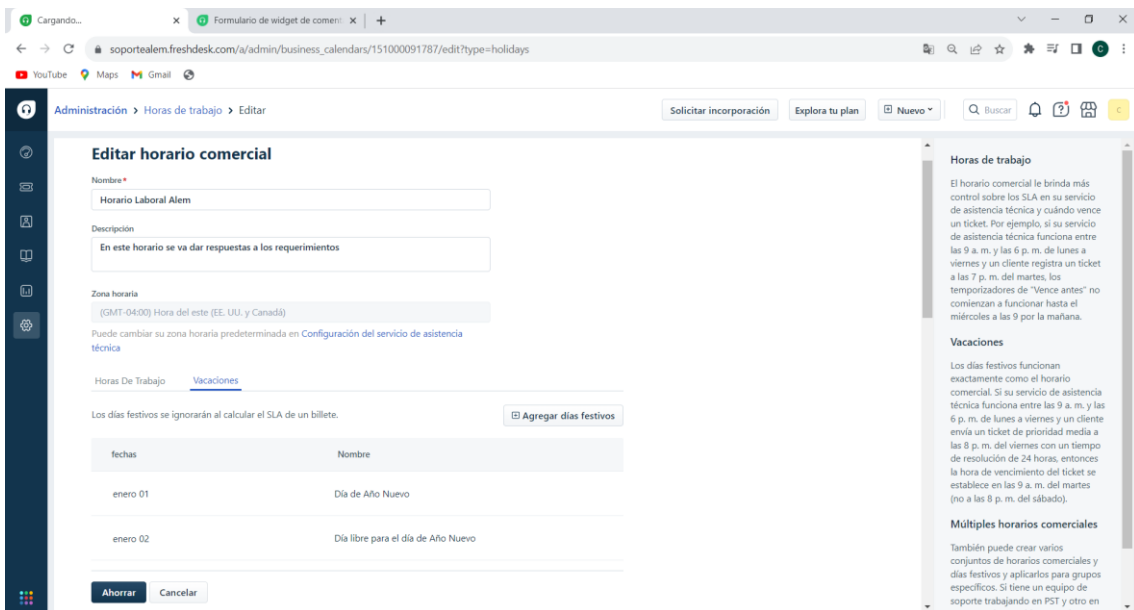 Cargando...
Formulario de widget de coment
soportealem.freshdesk.com/a/admin/business_calendars/151000091787/edit?type=holidays
YouTube Maps Gmail
Administración > Horas de trabajo > Editar
Solicitar incorporación Explora tu plan Nuevo Buscar C
Editar horario comercial
Nombre*
Horario Laboral Alem
Descripción
En este horario se va dar respuestas a los requerimientos
Zona horaria
(GMT-04:00) Hora del este (EE. UU. y Canadá)
Puede cambiar su zona horaria predeterminada en Configuración del servicio de asistencia
técnica
Horas De Trabajo Vacaciones
Los días festivos se ignorarán al calcular el SLA de un billete.
Agregar días festivos
fechas Nombre
enero 01 Día de Año Nuevo
enero 02 Día libre para el día de Año Nuevo
Ahorrar Cancelar
Horas de trabajo
El horario comercial le brinda más
control sobre los SLA en su servicio
de asistencia técnica y cuándo vence
un ticket. Por ejemplo, si su servicio
de asistencia técnica funciona entre
las 9 a. m. y las 6 p. m. de lunes a
viernes y un cliente registra un ticket
a las 7 p. m. del martes, los
temporizadores de "Vence antes" no
comienzan a funcionar hasta el
miércoles a las 9 por la mañana.
Vacaciones
Los días festivos funcionan
exactamente como el horario
comercial. Si su servicio de asistencia
técnica funciona entre las 9 a. m. y las
6 p. m. de lunes a viernes y un cliente
envía un ticket de prioridad media a
las 8 p. m. del viernes con un tiempo
de resolución de 24 horas, entonces
la hora de vencimiento del ticket se
establece en las 9 a. m. del martes
(no a las 8 p. m. del sábado).
Múltiples horarios comerciales
También puede crear varios
conjuntos de horarios comerciales y
días festivos y aplicarlos para grupos
específicos. Si tiene un equipo de
soporte trabajando en PST y otro en